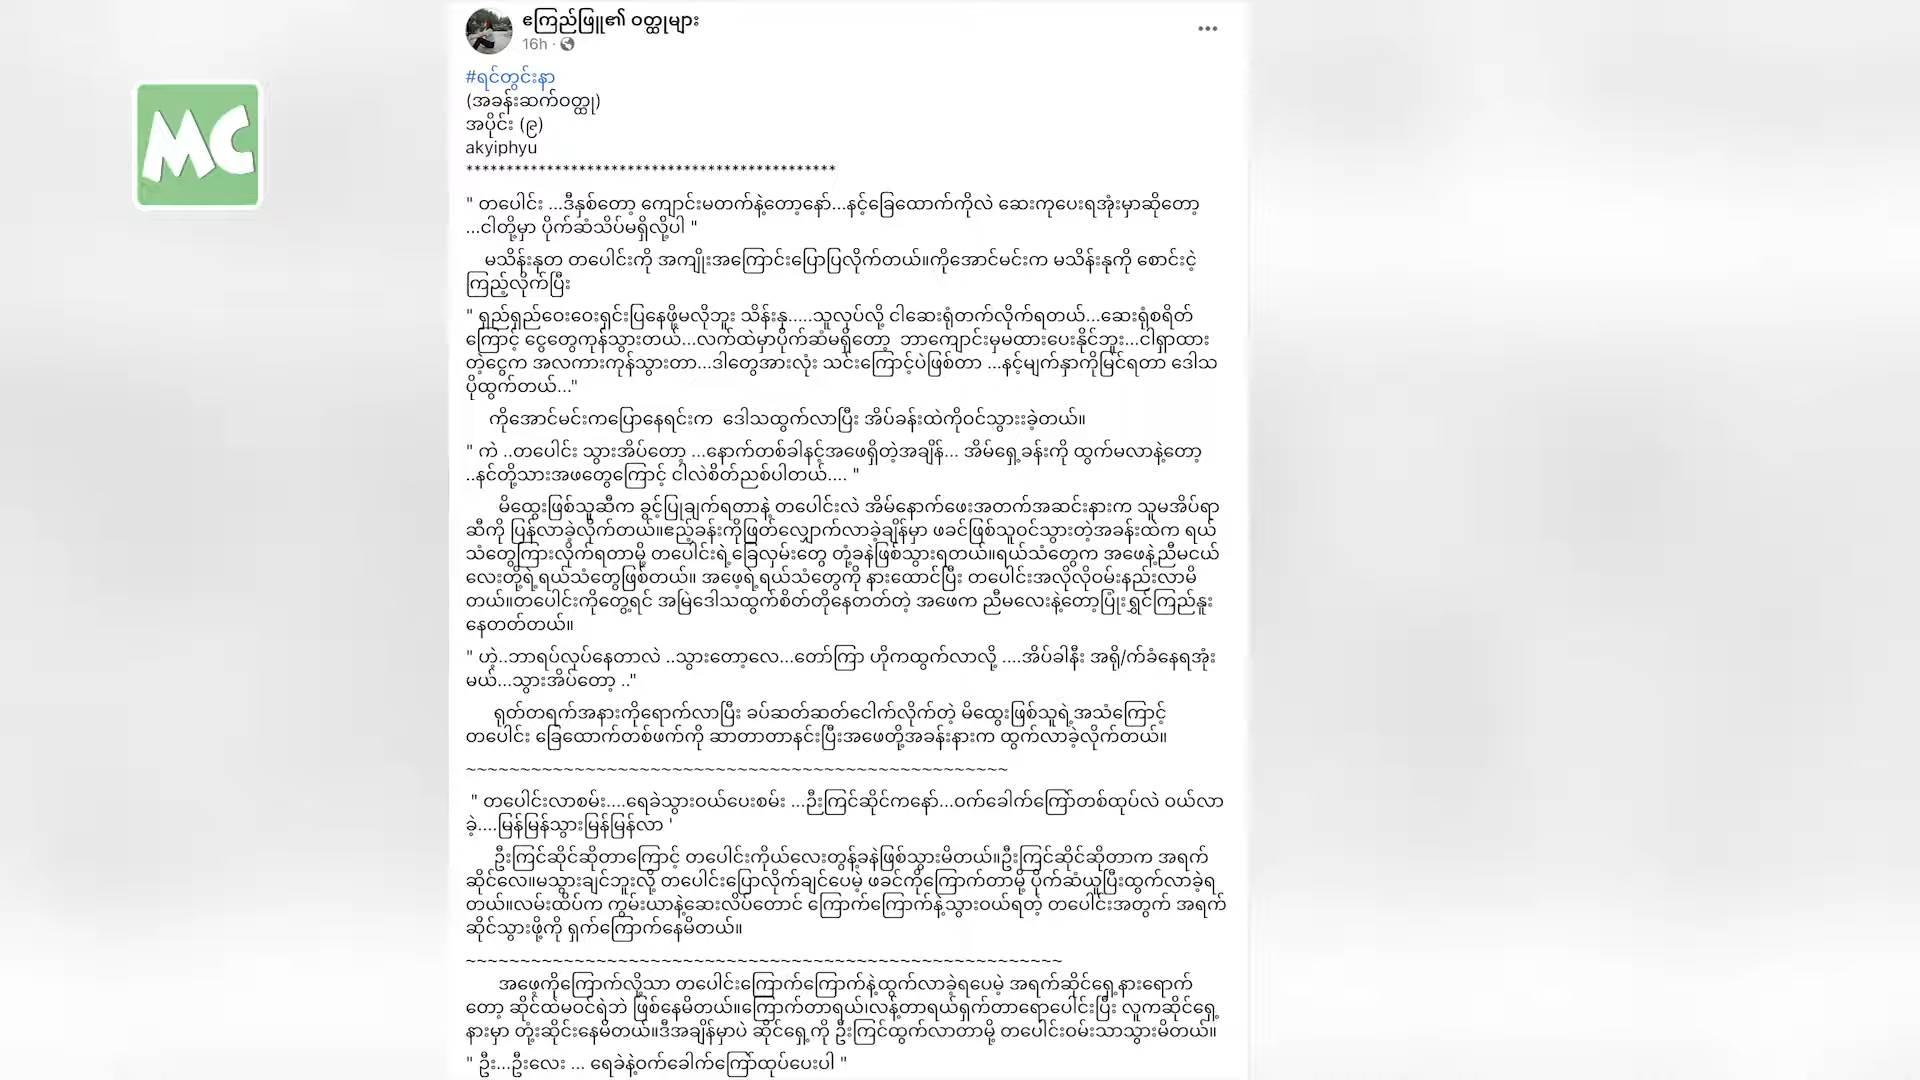 MC
ဧကြည်ဖြူ၏ ဝတ္ထုများ
16h ·
#ရင်တွင်းနာ
(အခန်းဆက်ဝတ္ထု)
အပိုင်း (၉)
akyiphyu
**********************************************
" တပေါင်း ...ဒီနှစ်တော့ ကျောင်းမတက်နဲ့တော့နော်...နင့်ခြေထောက်ကိုလဲ ဆေးကုပေးရအုံးမှာဆိုတော့
...ငါတို့မှာ ပိုက်ဆံသိပ်မရှိလို့ပါ "
မသိန်းနုတ တပေါင်းကို အကျိုးအကြောင်းပြောပြလိုက်တယ်။ကိုအောင်မင်းက မသိန်းနုကို စောင်းငဲ့
ကြည့်လိုက်ပြီး
" ရှည်ရှည်ဝေးဝေးရှင်းပြနေဖို့မလိုဘူး သိန်းနု.....သူလုပ်လို့ ငါဆေးရုံတက်လိုက်ရတယ်...ဆေးရုံစရိတ်
ကြောင့် ငွေတွေကုန်သွားတယ်...လက်ထဲမှာပိုက်ဆံမရှိတော့ ဘာကျောင်းမှမထားပေးနိုင်ဘူး...ငါရှာထား
တဲ့ငွေက အလကားကုန်သွားတာ...ဒါတွေအားလုံး သင်းကြောင့်ပဲဖြစ်တာ ...နင့်မျက်နှာကိုမြင်ရတာ ဒေါသ
ပိုထွက်တယ်..."
ကိုအောင်မင်းကပြောနေရင်းက ဒေါသထွက်လာပြီး အိပ်ခန်းထဲကိုဝင်သွားးခဲ့တယ်။
" ကဲ ..တပေါင်း သွားအိပ်တော့ ...နောက်တစ်ခါနင့်အဖေရှိတဲ့အချိန်... အိမ်ရှေ့ခန်းကို ထွက်မလာနဲ့တော့
..နင်တို့သားအဖတွေကြောင့် ငါလဲစိတ်ညစ်ပါတယ်.... "
မိထွေးဖြစ်သူဆီက ခွင့်ပြုချက်ရတာနဲ့ တပေါင်းလဲ အိမ်နောက်ဖေးအတက်အဆင်းနားက သူမအိပ်ရာ
ဆီကို ပြန်လာခဲ့လိုက်တယ်။ဧည့်ခန်းကိုဖြတ်လျှောက်လာခဲ့ချိန်မှာ ဖခင်ဖြစ်သူဝင်သွားတဲ့အခန်းထဲက ရယ်
သံတွေကြားလိုက်ရတာမို့ တပေါင်းရဲ့ခြေလှမ်းတွေ တုံ့ခနဲဖြစ်သွားရတယ်။ရယ်သံတွေက အဖေနဲ့ညီမငယ်
လေးတို့ရဲ့ရယ်သံတွေဖြစ်တယ်။ အဖေ့ရဲ့ရယ်သံတွေကို နားထောင်ပြီး တပေါင်းအလိုလိုဝမ်းနည်းလာမိ
တယ်။တပေါင်းကိုတွေ့ရင် အမြဲဒေါသထွက်စိတ်တိုနေတတ်တဲ့ အဖေက ညီမလေးနဲ့တော့ပြုံးရွှင်ကြည်နူး
နေတတ်တယ်။
" ဟဲ့..ဘာရပ်လုပ်နေတာလဲ ..သွားတော့လေ...တော်ကြာ ဟိုကထွက်လာလို့ ....အိပ်ခါနီး အရို/က်ခံနေရအုံး
မယ်...သွားအိပ်တော့ .."
ရုတ်တရက်အနားကိုရောက်လာပြီး ခပ်ဆတ်ဆတ်ငေါက်လိုက်တဲ့ မိထွေးဖြစ်သူရဲ့အသံကြောင့်
တပေါင်း ခြေထောက်တစ်ဖက်ကို ဆာတာတာနင်းပြီးအဖေတို့အခန်းနားက ထွက်လာခဲ့လိုက်တယ်။
~~~~~~~~~~~~~~~~~~~~~~~~~~~~~~~~~~~~~~~~~~~~~~~~~~
" တပေါင်းလာစမ်း....ရေခဲသွားဝယ်ပေးစမ်း ...ဦးကြင်ဆိုင်ကနော်...ဝက်ခေါက်ကြော်တစ်ထုပ်လဲ ဝယ်လာ
ခဲ့....မြန်မြန်သွားမြန်မြန်လာ '
ဦးကြင်ဆိုင်ဆိုတာကြောင့် တပေါင်းကိုယ်လေးတွန့်ခနဲဖြစ်သွားမိတယ်။ဦးကြင်ဆိုင်ဆိုတာက အရက်
ဆိုင်လေ။မသွားချင်ဘူးလို့ တပေါင်းပြောလိုက်ချင်ပေမဲ့ ဖခင်ကိုကြောက်တာမို့ ပိုက်ဆံယူပြီးထွက်လာခဲ့ရ
တယ်။လမ်းထိပ်က ကွမ်းယာနဲ့ဆေးလိပ်တောင် ကြောက်ကြောက်နဲ့သွားဝယ်ရတဲ့ တပေါင်းအတွက် အရက်
ဆိုင်သွားဖို့ကို ရှက်ကြောက်နေမိတယ်။
~~~~~~~~~~~~~~~~~~~~~~~~~~~~~~~~~~~~~~~~~~~~~~~~~~~~~~~
အဖေ့ကိုကြောက်လို့သာ တပေါင်းကြောက်ကြောက်နဲ့ထွက်လာခဲ့ရပေမဲ့ အရက်ဆိုင်ရှေ့နားရောက်
တော့ ဆိုင်ထဲမဝင်ရဲဘဲ ဖြစ်နေမိတယ်။ကြောက်တာရယ်၊လန့်တာရယ်ရှက်တာရောပေါင်းပြီး လူကဆိုင်ရှေ့
နားမှာ တုံးဆိုင်းနေမိတယ်။ဒီအချိန်မှာပဲ ဆိုင်ရှေ့ကို ဦးကြင်ထွက်လာတာမို့ တပေါင်းဝမ်းသာသွားမိတယ်။
" ဦး...ဦးလေး ... ရေခဲနဲ့ဝက်ခေါက်ကြော်ထုပ်ပေးပါ "